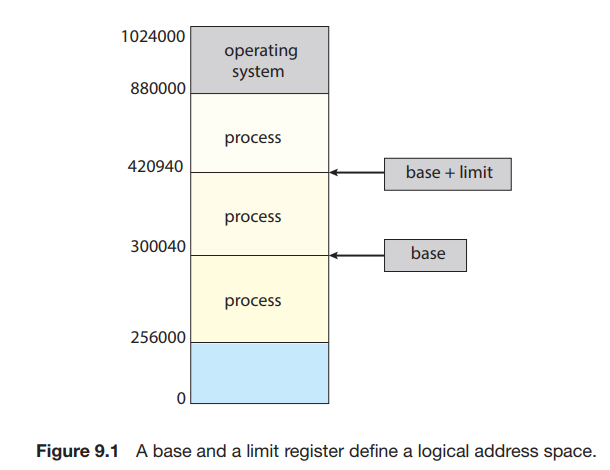 1024000
operating
system
880000
process
420940
base + limit
process
300040
base
process
256000
0
Figure 9.1 A base and a limit register define a logical address space.